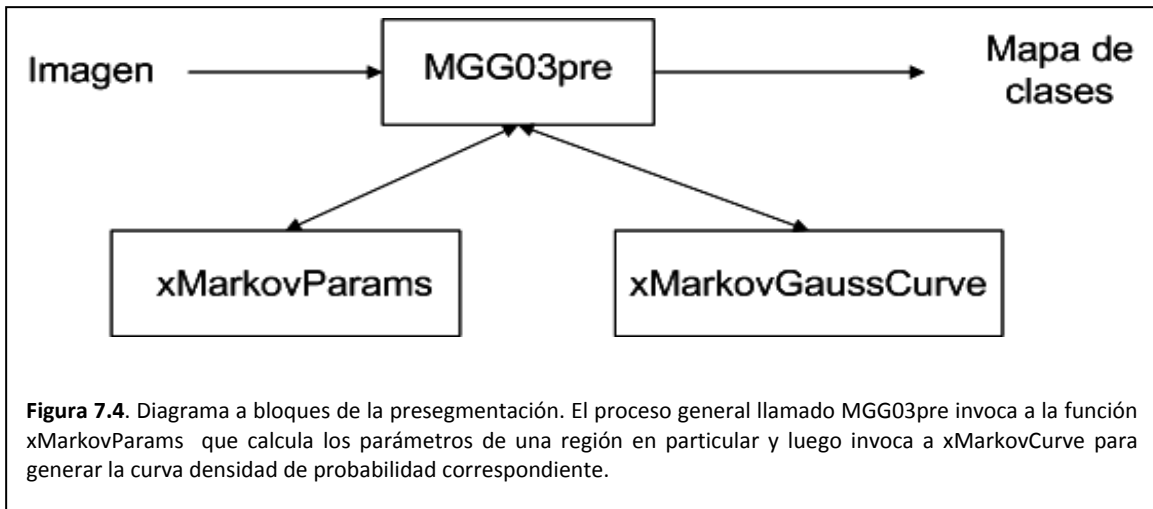 Imagen
MGG03pre
Mapa de
clases
xMarkovParams
xMarkovGaussCurve
Figura 7.4. Diagrama a bloques de la presegmentación. El proceso general llamado MGG03pre invoca a la función
xMarkovParams que calcula los parámetros de una región en particular y luego invoca a xMarkovCurve para
generar la curva densidad de probabilidad correspondiente.